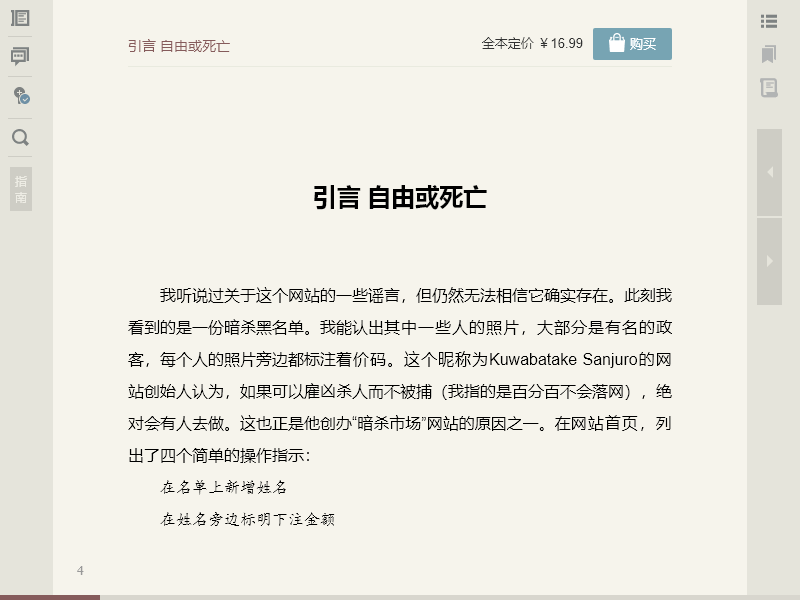 引言 自由或死亡
全本定价 ￥16.99
购买
指南
引言 自由或死亡
我听说过关于这个网站的一些谣言，但仍然无法相信它确实存在。此刻我
看到的是一份暗杀黑名单。我能认出其中一些人的照片，大部分是有名的政
客，每个人的照片旁边都标注着价码。这个昵称为Kuwabatake Sanjuro的网
站创始人认为，如果可以雇凶杀人而不被捕（我指的是百分百不会落网），绝
对会有人去做。这也正是他创办“暗杀市场”网站的原因之一。在网站首页，列
出了四个简单的操作指示：
在名单上新增姓名
在姓名旁边标明下注金额
4